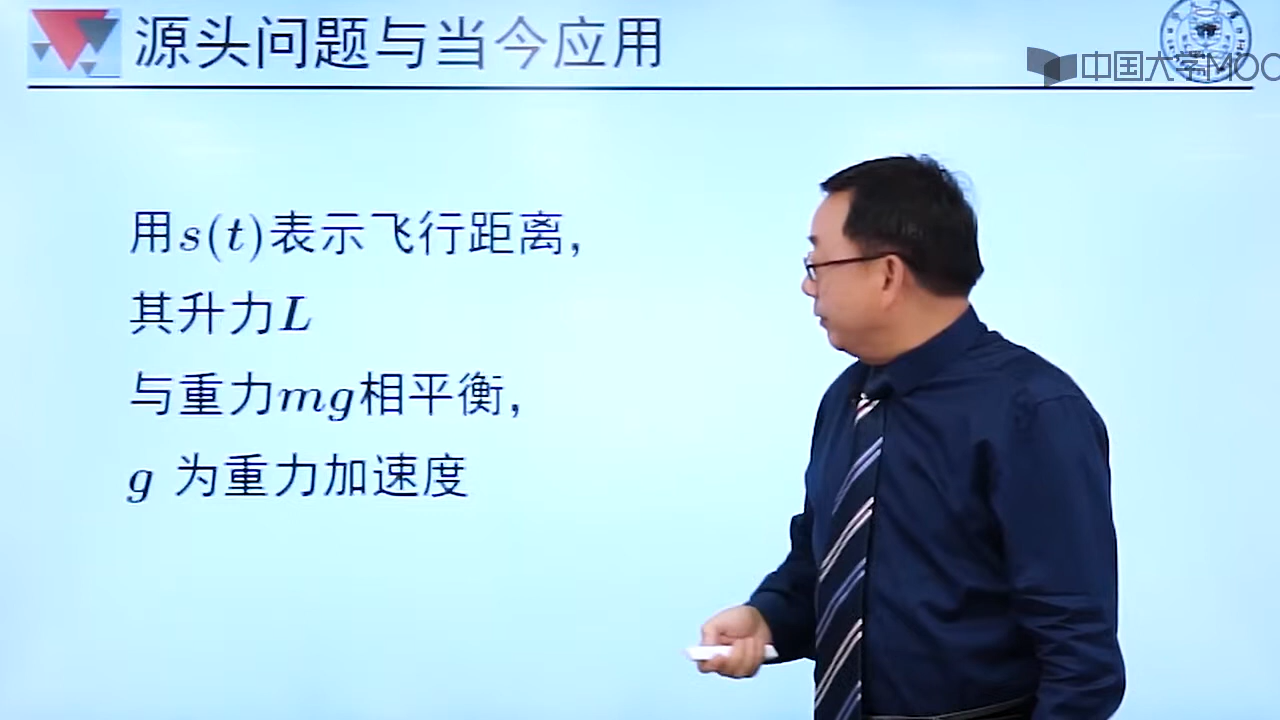 源头问题与当今应用
中国大学MOO
用s(t)表示飞行距离,
其升力L
与重力mg相平衡,
g 为重力加速度